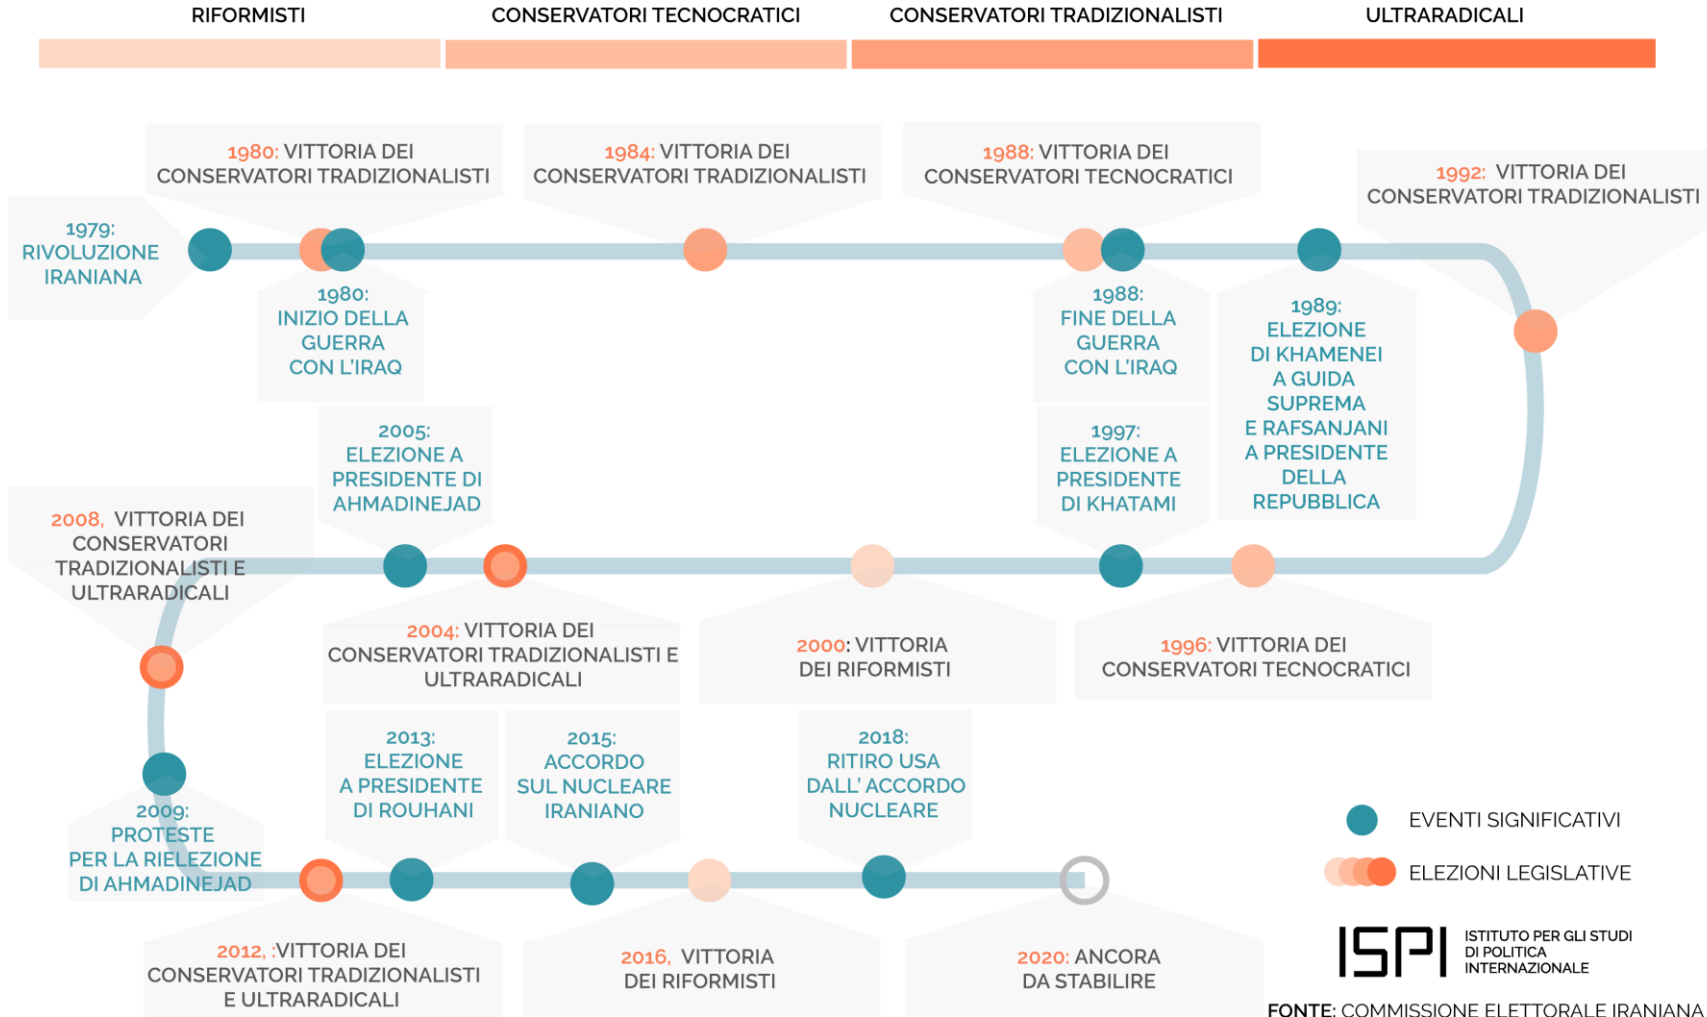 RIFORMISTI
CONSERVATORI TECNOCRATICI
CONSERVATORI TRADIZIONALISTI
ULTRARADICALI
1979:
RIVOLUZIONE
IRANIANA
1980: VITTORIA DEI
CONSERVATORI TRADIZIONALISTI
1980:
INIZIO DELLA
GUERRA
CON L'IRAQ
1984: VITTORIA DEI
CONSERVATORI TRADIZIONALISTI
1988: VITTORIA DEI
CONSERVATORI TECNOCRATICI
1988:
FINE DELLA
GUERRA
CON L'IRAQ
1989:
ELEZIONE
DI KHAMENEI
A GUIDA
SUPREMA
E RAFSANJANI
A PRESIDENTE
DELLA
REPUBBLICA
1992: VITTORIA DEI
CONSERVATORI TRADIZIONALISTI
1996: VITTORIA DEI
CONSERVATORI TECNOCRATICI
1997:
ELEZIONE A
PRESIDENTE
DI KHATAMI
2000: VITTORIA
DEI RIFORMISTI
2004: VITTORIA DEI
CONSERVATORI TRADIZIONALISTI E
ULTRARADICALI
2005:
ELEZIONE A
PRESIDENTE DI
AHMADINEJAD
2008, VITTORIA DEI
CONSERVATORI
TRADIZIONALISTI E
ULTRARADICALI
2009:
PROTESTE
PER LA RIELEZIONE
DI AHMADINEJAD
2012, :VITTORIA DEI
CONSERVATORI TRADIZIONALISTI
E ULTRARADICALI
2013:
ELEZIONE
A PRESIDENTE
DI ROUHANI
2015:
ACCORDO
SUL NUCLEARE
IRANIANO
2016, VITTORIA
DEI RIFORMISTI
2018:
RITIRO USA
DALL' ACCORDO
NUCLEARE
2020: ANCORA
DA STABILIRE
EVENTI SIGNIFICATIVI
ELEZIONI LEGISLATIVE
ISPI
ISTITUTO PER GLI STUDI
DI POLITICA
INTERNAZIONALE
FONTE: COMMISSIONE ELETTORALE IRANIANA